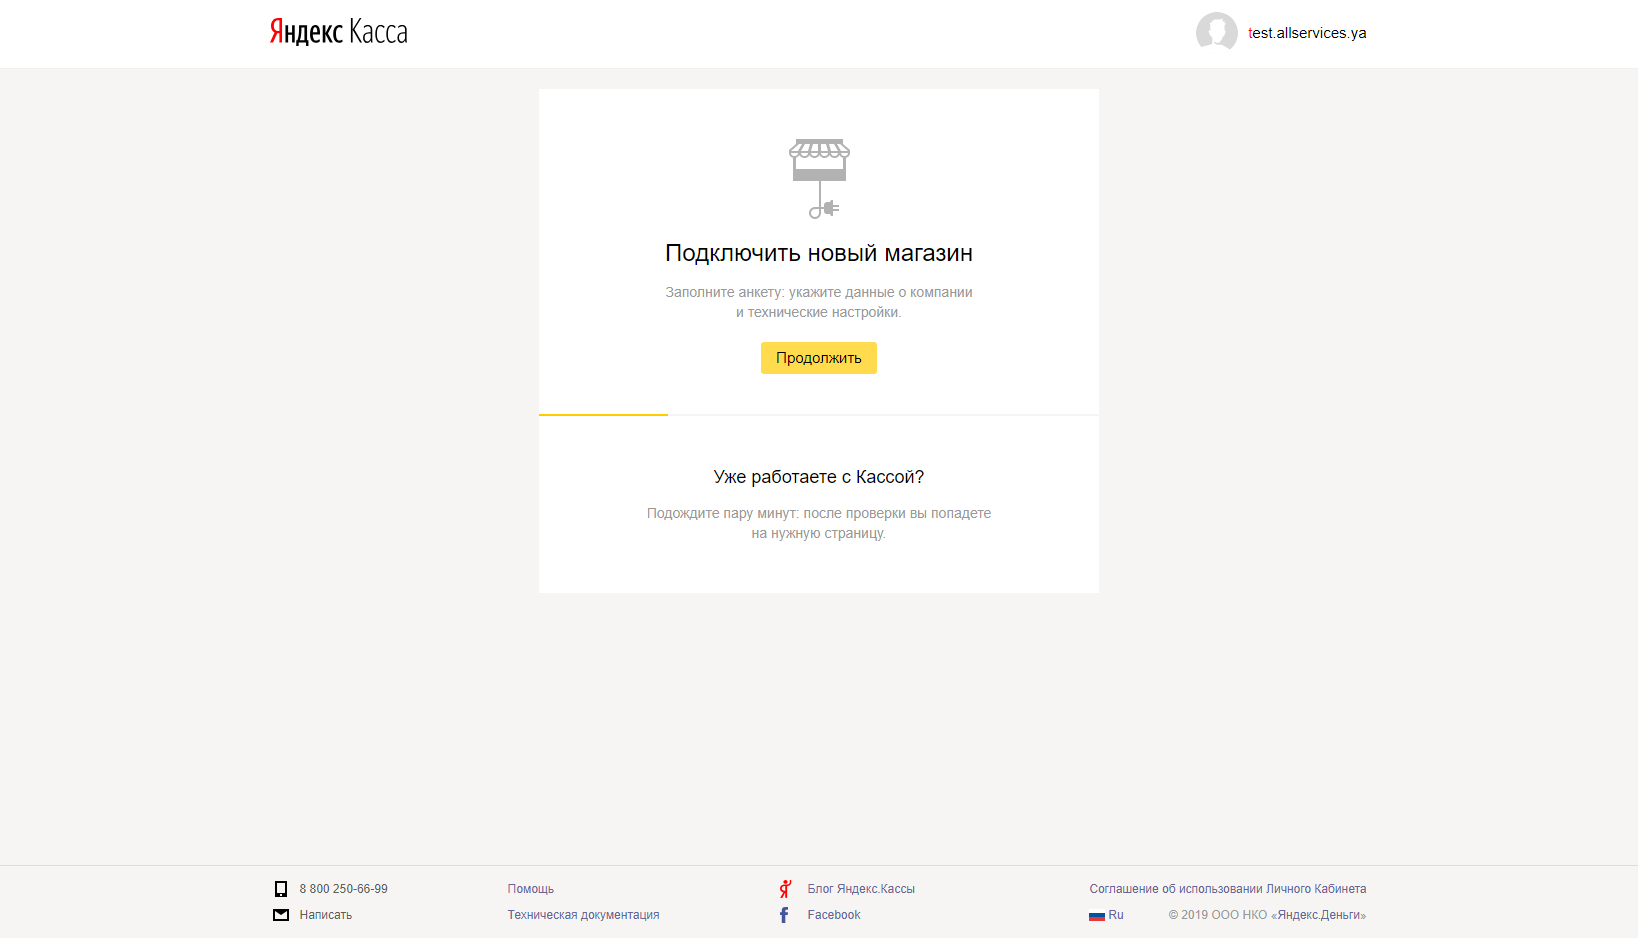 Яндекс Касса
test.allservices.ya
Подключить новый магазин
Заполните анкету: укажите данные о компании
и технические настройки.
Продолжить
Уже работаете с Кассой?
Подождите пару минут: после проверки вы попадете
на нужную страницу.
8 800 250-66-99
Помощь
Блог Яндекс.Кассы
Соглашение об использовании Личного Кабинета
Написать
Техническая документация
Facebook
Ru
© 2019 ООО НКО «Яндекс.Деньги»